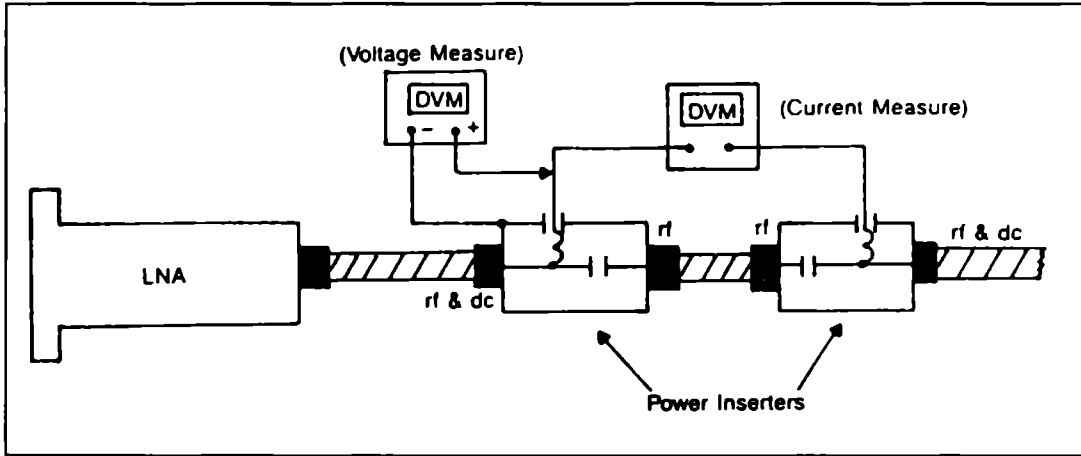 (Voltage Measure)
DVM
- +
DVM
(Current Measure)
LNA
rf & dc
rf
rf
rf & dc
Power Inserters